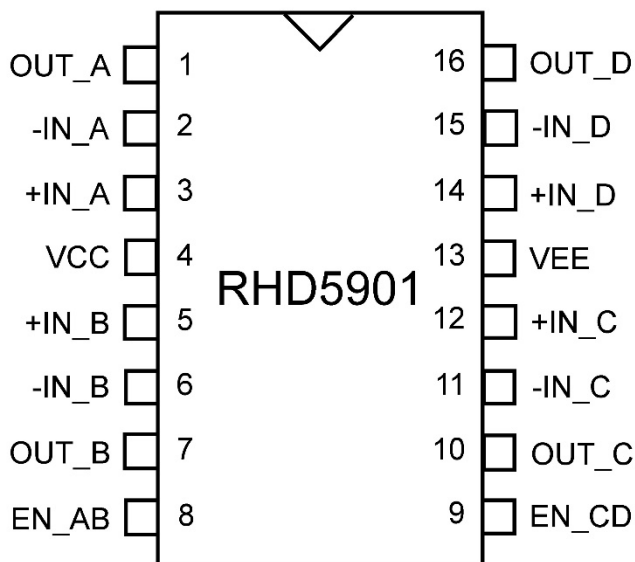 OUT_A 1 16 OUT_D
-IN_A 2 15 -IN_D
+IN_A 3 14 +IN_D
VCC 4 13 VEE
RHD5901
+IN_B 5 12 +IN_C
-IN_B 6 11 -IN_C
OUT_B 7 10 OUT_C
EN_AB 8 9 EN_CD